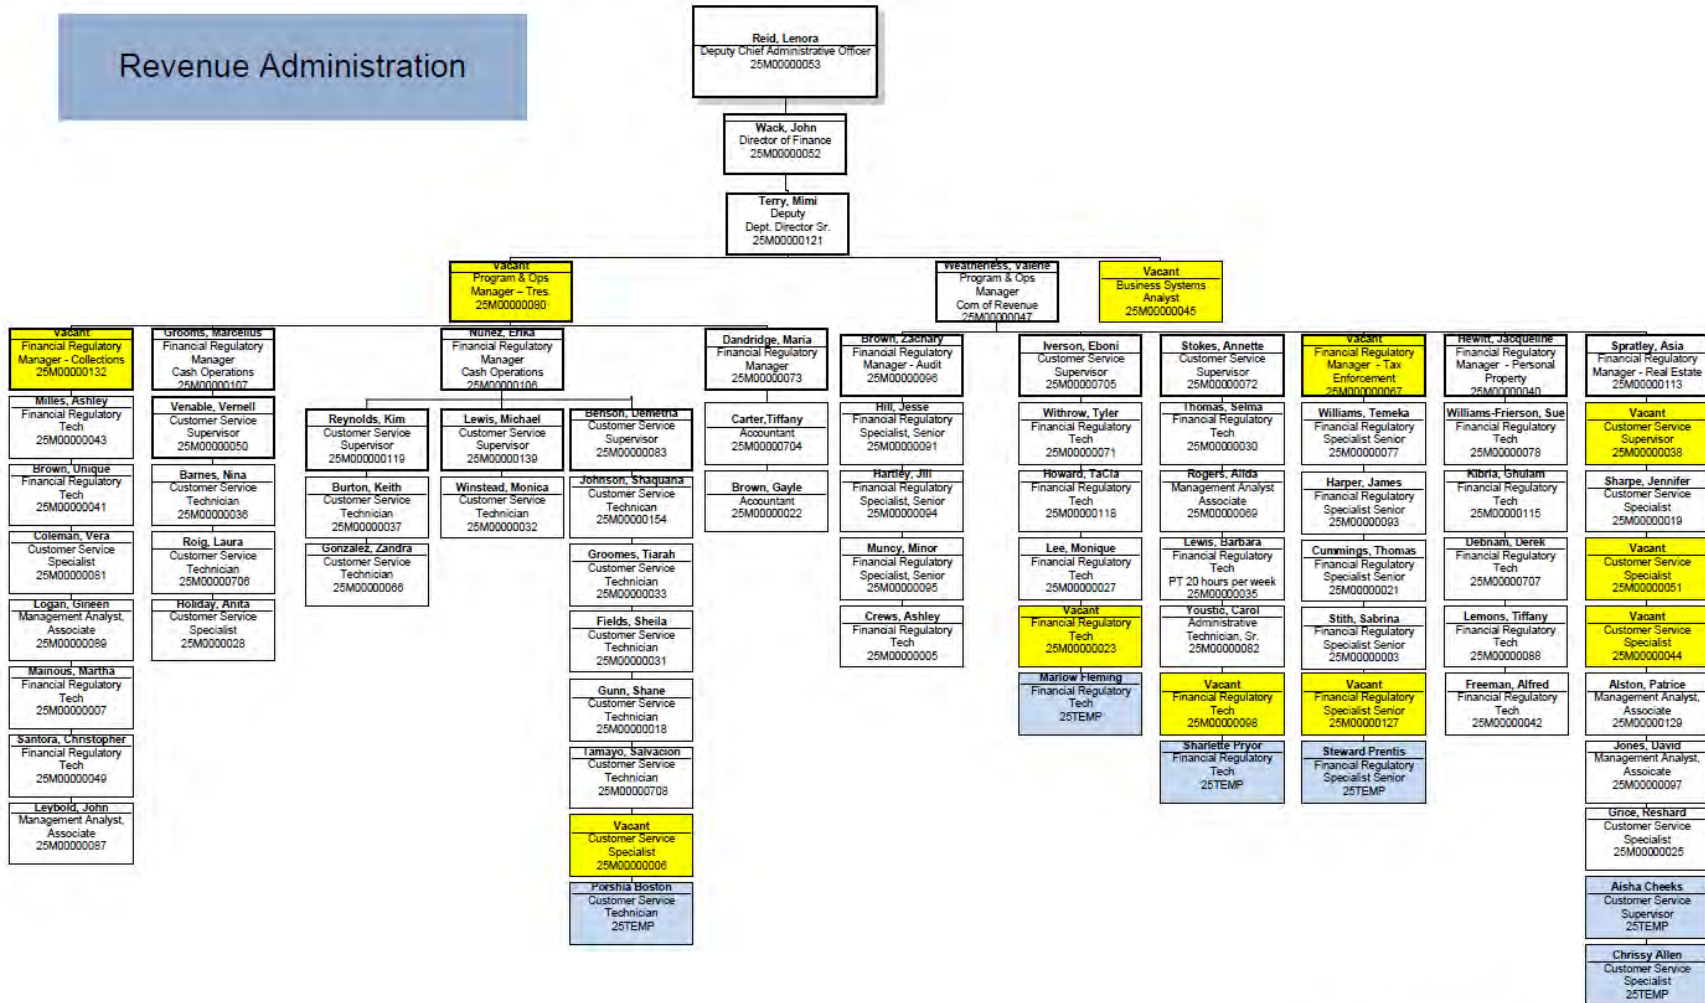 Revenue Administration
Reid, Lenora
Deputy Chief Administrative Officer
25M00000053
Wack, John
Director of Finance
25M00000052
Terry, Mimi
Deputy
Dept. Director Sr.
25M00000121
Vacant
Program & Ops
Manager – Tres.
25M00000080
Weatherless, Valerie
Program & Ops
Manager
Com of Revenue
25M00000047
Vacant
Business Systems
Analyst
25M00000045
Vacant
Financial Regulatory
Manager - Collections
25M00000132
Milles, Ashley
Financial Regulatory
Tech
25M00000043
Brown, Unique
Financial Regulatory
Tech
25M00000041
Coleman, Vera
Customer Service
Specialist
25M00000081
Logan, Gineen
Management Analyst,
Associate
25M00000089
Mainous, Martha
Financial Regulatory
Tech
25M00000007
Santora, Christopher
Financial Regulatory
Tech
25M00000049
Leybold, John
Management Analyst,
Associate
25M00000087
Grooms, Marcellus
Financial Regulatory
Manager
Cash Operations
25M00000107
Venable, Vernell
Customer Service
Supervisor
25M00000050
Barnes, Nina
Customer Service
Technician
25M00000036
Roig, Laura
Customer Service
Technician
25M00000706
Holiday, Anita
Customer Service
Specialist
25M00000028
Nunez, Erika
Financial Regulatory
Manager
Cash Operations
25M00000106
Reynolds, Kim
Customer Service
Supervisor
25M000000119
Burton, Keith
Customer Service
Technician
25M00000037
Gonzalez, Zandra
Customer Service
Technician
25M00000066
Lewis, Michael
Customer Service
Supervisor
25M00000139
Winstead, Monica
Customer Service
Technician
25M00000032
Benson, Demetria
Customer Service
Supervisor
25M00000083
Johnson, Shaquana
Customer Service
Technician
25M00000154
Groomes, Tiarah
Customer Service
Technician
25M00000033
Fields, Sheila
Customer Service
Technician
25M00000031
Gunn, Shane
Customer Service
Technician
25M00000018
Tamayo, Salvacion
Customer Service
Technician
25M00000708
Vacant
Customer Service
Specialist
25M00000006
Porshia Boston
Customer Service
Technician
25TEMP
Dandridge, Maria
Financial Regulatory
Manager
25M00000073
Carter,Tiffany
Accountant
25M00000704
Brown, Gayle
Accountant
25M00000022
Brown, Zachary
Financial Regulatory
Manager - Audit
25M00000096
Hill, Jesse
Financial Regulatory
Specialist, Senior
25M00000091
Hartley, Jill
Financial Regulatory
Specialist, Senior
25M00000094
Muncy, Minor
Financial Regulatory
Specialist, Senior
25M00000095
Crews, Ashley
Financial Regulatory
Tech
25M00000005
Iverson, Eboni
Customer Service
Supervisor
25M00000705
Withrow, Tyler
Financial Regulatory
Tech
25M00000071
Howard, TaCia
Financial Regulatory
Tech
25M00000118
Lee, Monique
Financial Regulatory
Tech
25M00000027
Vacant
Financial Regulatory
Tech
25M00000023
Marlow Fleming
Financial Regulatory
Tech
25TEMP
Stokes, Annette
Customer Service
Supervisor
25M00000072
Thomas, Selma
Financial Regulatory
Tech
25M00000030
Rogers, Alida
Management Analyst
Associate
25M00000069
Lewis, Barbara
Financial Regulatory
Tech
PT 20 hours per week
25M00000035
Youstic, Carol
Administrative
Technician, Sr.
25M00000082
Vacant
Financial Regulatory
Tech
25M00000098
Sharlette Pryor
Financial Regulatory
Tech
25TEMP
Vacant
Financial Regulatory
Manager - Tax
Enforcement
25M00000067
Williams, Temeka
Financial Regulatory
Specialist Senior
25M00000077
Harper, James
Financial Regulatory
Specialist Senior
25M00000093
Cummings, Thomas
Financial Regulatory
Specialist Senior
25M00000021
Stith, Sabrina
Financial Regulatory
Specialist Senior
25M00000003
Vacant
Financial Regulatory
Specialist Senior
25M00000127
Steward Prentis
Financial Regulatory
Specialist Senior
25TEMP
Hewitt, Jacqueline
Financial Regulatory
Manager - Personal
Property
25M00000040
Williams-Frierson, Sue
Financial Regulatory
Tech
25M00000078
Kibria, Ghulam
Financial Regulatory
Tech
25M00000115
Debnam, Derek
Financial Regulatory
Tech
25M00000707
Lemons, Tiffany
Financial Regulatory
Tech
25M00000088
Freeman, Alfred
Financial Regulatory
Tech
25M00000042
Spratley, Asia
Financial Regulatory
Manager - Real Estate
25M00000113
Vacant
Customer Service
Supervisor
25M00000038
Sharpe, Jennifer
Customer Service
Specialist
25M00000019
Vacant
Customer Service
Specialist
25M00000051
Vacant
Customer Service
Specialist
25M00000044
Alston, Patrice
Management Analyst,
Associate
25M00000129
Jones, David
Management Analyst,
Assoicate
25M00000097
Grice, Reshard
Customer Service
Specialist
25M00000025
Aisha Cheeks
Customer Service
Supervisor
25TEMP
Chrissy Allen
Customer Service
Specialist
25TEMP